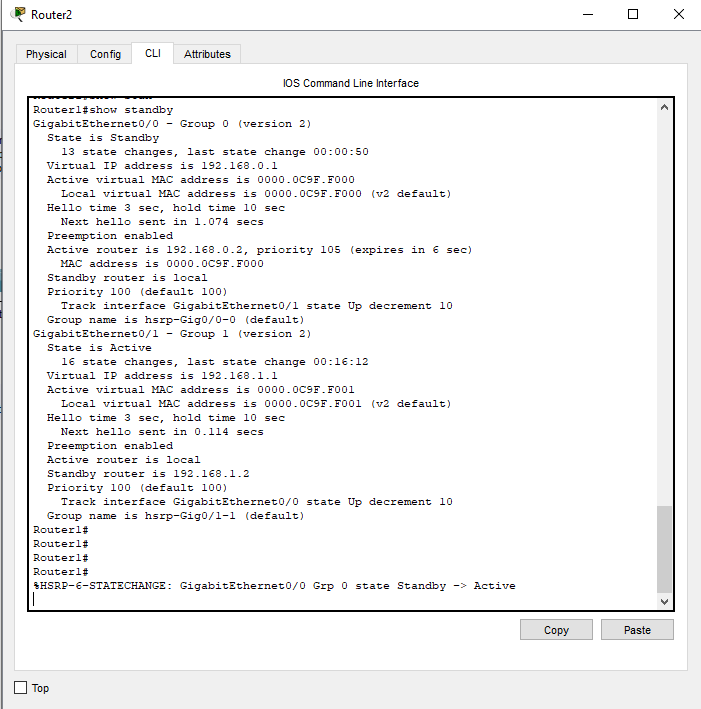 Router2
Physical Config CLI Attributes
IOS Command Line Interface
Router1#show standby
GigabitEthernet0/0 - Group 0 (version 2)
  State is Standby
    13 state changes, last state change 00:00:50
  Virtual IP address is 192.168.0.1
  Active virtual MAC address is 0000.0C9F.F000
    Local virtual MAC address is 0000.0C9F.F000 (v2 default)
  Hello time 3 sec, hold time 10 sec
    Next hello sent in 1.074 secs
  Preemption enabled
  Active router is 192.168.0.2, priority 105 (expires in 6 sec)
    MAC address is 0000.0C9F.F000
  Standby router is local
  Priority 100 (default 100)
    Track interface GigabitEthernet0/1 state Up decrement 10
  Group name is hsrp-Gig0/0-0 (default)
GigabitEthernet0/1 - Group 1 (version 2)
  State is Active
    16 state changes, last state change 00:16:12
  Virtual IP address is 192.168.1.1
  Active virtual MAC address is 0000.0C9F.F001
    Local virtual MAC address is 0000.0C9F.F001 (v2 default)
  Hello time 3 sec, hold time 10 sec
    Next hello sent in 0.114 secs
  Preemption enabled
  Active router is local
  Standby router is 192.168.1.2
  Priority 100 (default 100)
    Track interface GigabitEthernet0/0 state Up decrement 10
  Group name is hsrp-Gig0/1-1 (default)
Router1#
Router1#
Router1#
Router1#
%HSRP-6-STATECHANGE: GigabitEthernet0/0 Grp 0 state Standby -> Active
Copy Paste
Top